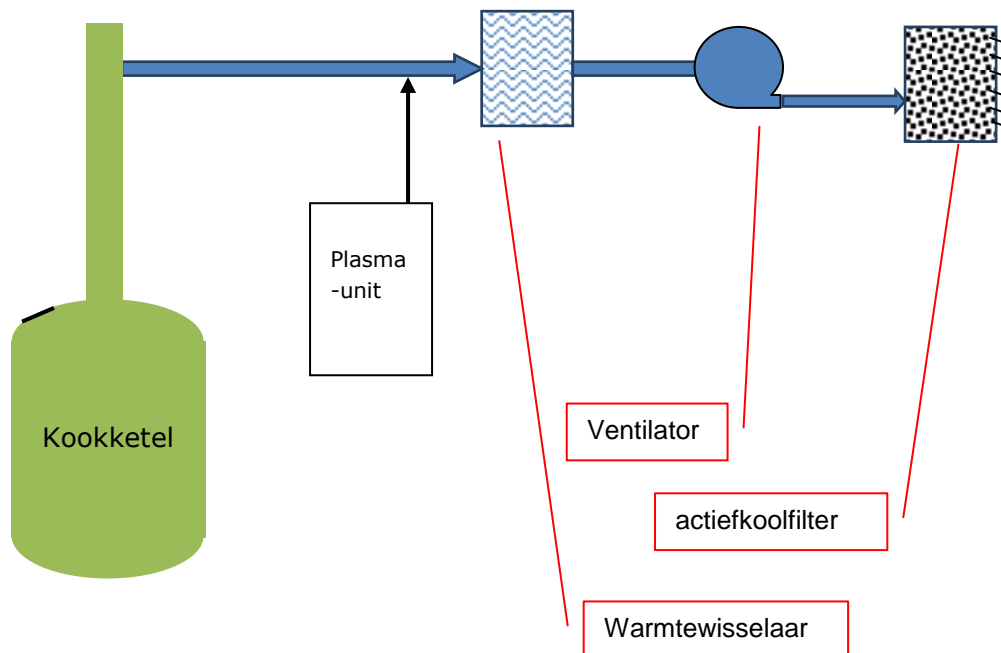 Plasma
-unit
Kookketel
Ventilator
actiefkoolfilter
Warmtewisselaar